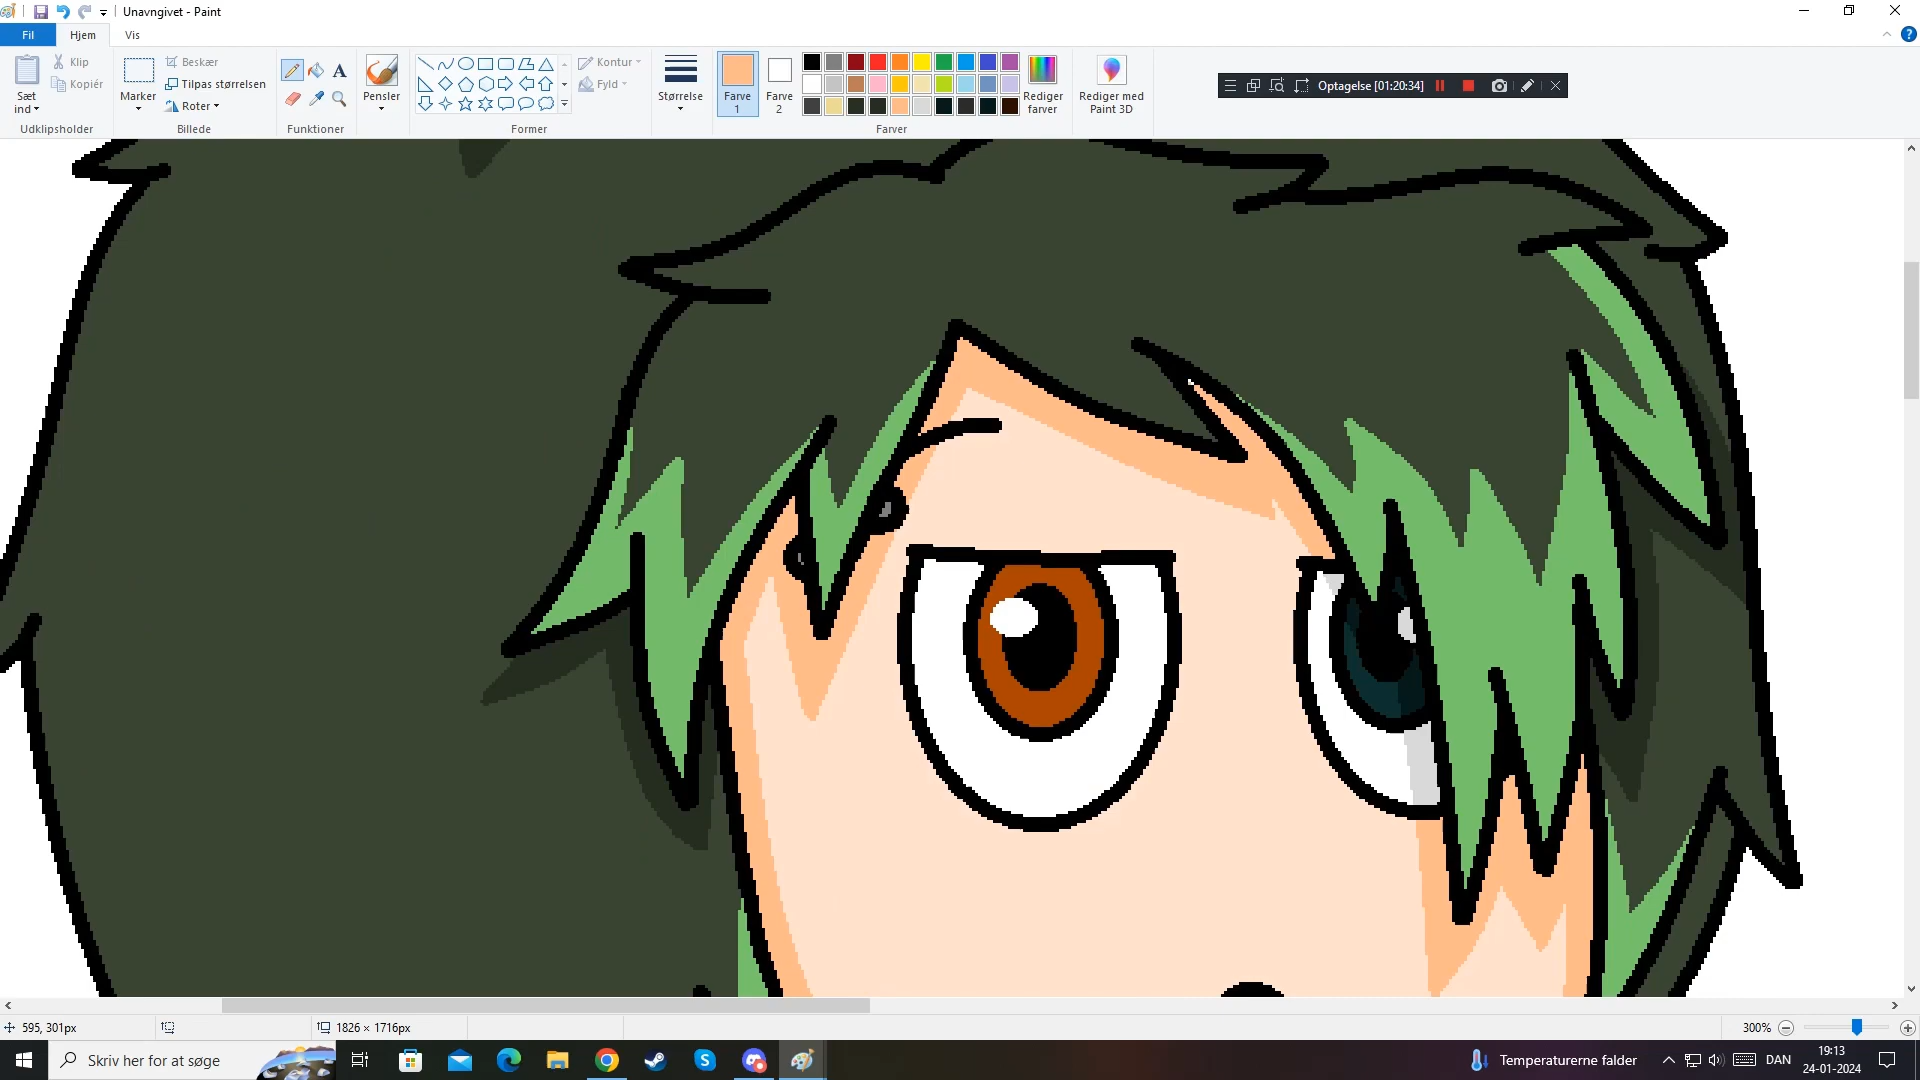 Unavngivet - Paint
Fil Hjem Vis
Sæt ind
Klip
Kopiér
Udklipsholder
Marker
Beskær
Tilpas størrelsen
Roter
Billede
A
Funktioner
Pensler
Former
Kontur
Fyld
Størrelse
Farve 1
Farve 2
Farver
Rediger farver
Rediger med Paint 3D
Optagelse [01:20:34]
595, 301px
1826 × 1716px
300%
Skriv her for at søge
Temperaturerne falder
DAN
19:13
24-01-2024